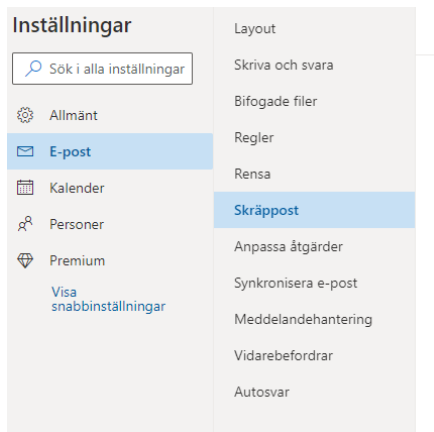 Inställningar
Sök i alla inställningar
Allmänt
E-post
Kalender
Personer
Premium
Visa
snabbinställningar
Layout
Skriva och svara
Bifogade filer
Regler
Rensa
Skräppost
Anpassa åtgärder
Synkronisera e-post
Meddelandehantering
Vidarebefordrar
Autosvar